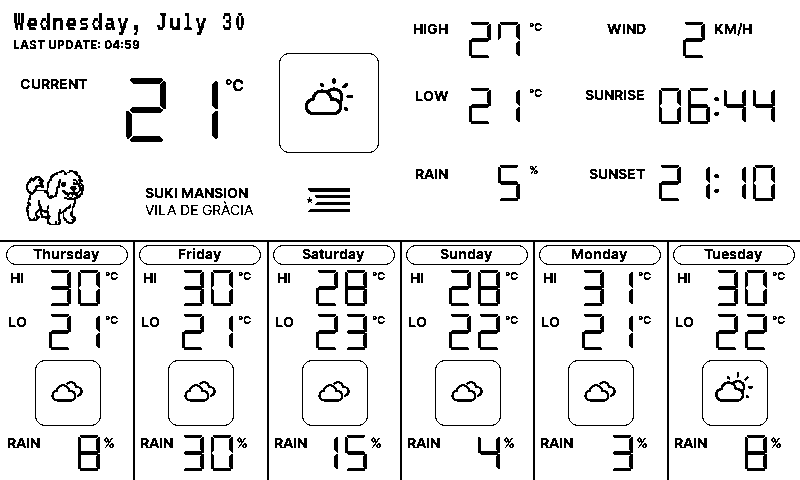 Wednesday, July 30
LAST UPDATE: 04:59
CURRENT 21 °C
SUKI MANSION
VILA DE GRÀCIA
HIGH 27 °C
LOW 21 °C
RAIN 5 %
WIND 2 KM/H
SUNRISE 06:44
SUNSET 21:10
Thursday
HI 30 °C
LO 21 °C
RAIN 8 %
Friday
HI 30 °C
LO 21 °C
RAIN 30 %
Saturday
HI 28 °C
LO 23 °C
RAIN 15 %
Sunday
HI 28 °C
LO 22 °C
RAIN 4 %
Monday
HI 31 °C
LO 21 °C
RAIN 3 %
Tuesday
HI 30 °C
LO 22 °C
RAIN 8 %